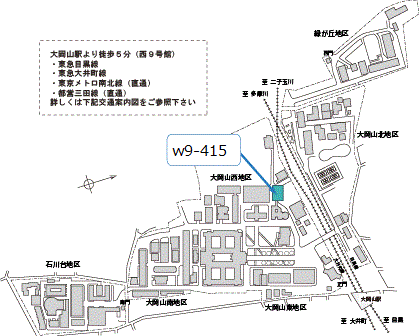 大岡山駅より徒歩５分（西９号館）
・東急目黒線
・東急大井町線
・東京メトロ南北線（直通）
・都営三田線（直通）
詳しくは下記交通案内図をご参照下さい
緑が丘地区
至 二子玉川
至 多摩川
大岡山北地区
w9-415
大岡山西地区
石川台地区
南門
大岡山南地区
大岡山東地区
正門
大岡山駅
至 大井町
至 目黒